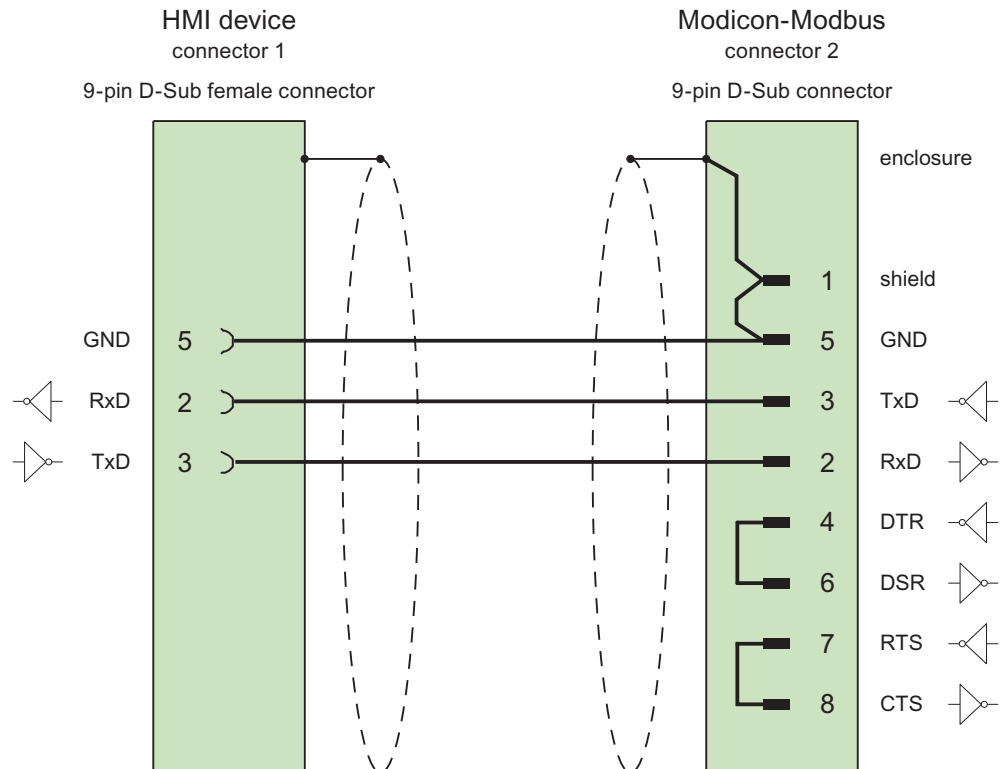 HMI device
connector 1
9-pin D-Sub female connector
Modicon-Modbus
connector 2
9-pin D-Sub connector
enclosure
1 shield
GND 5 5 GND
RxD 2 3 TxD
TxD 3 2 RxD
4 DTR
6 DSR
7 RTS
8 CTS